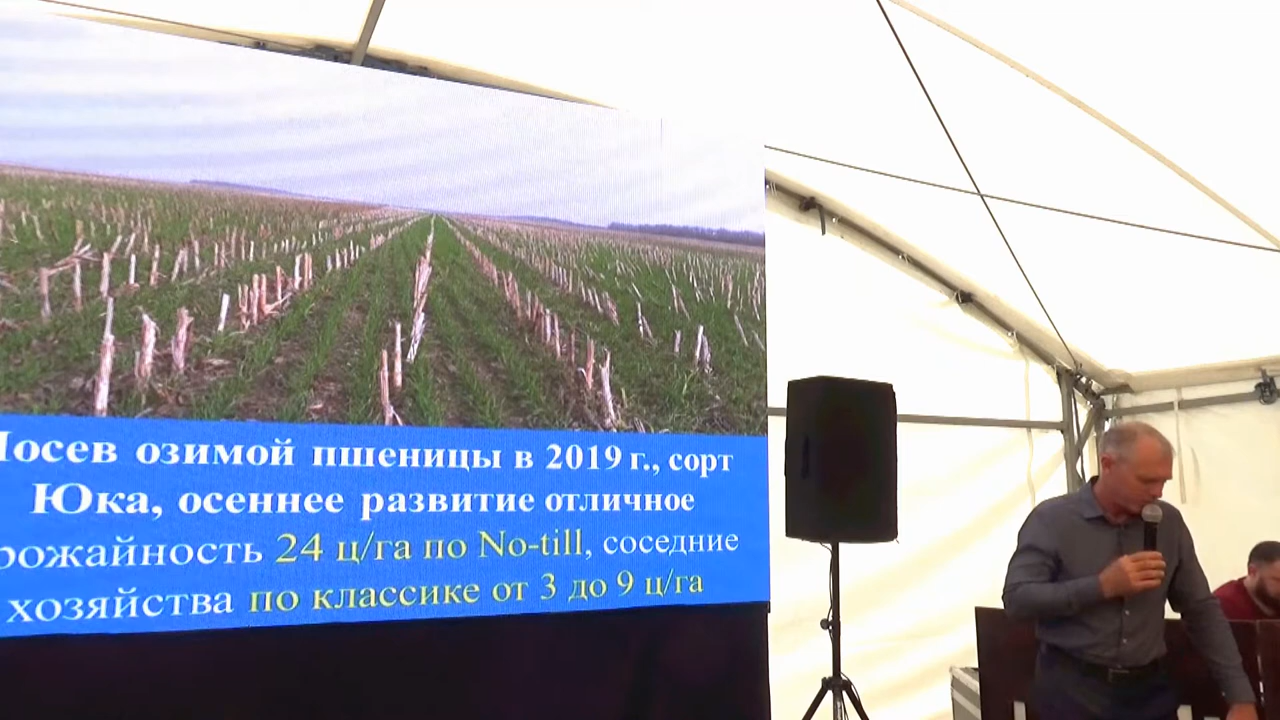 Посев озимой пшеницы в 2019 г., сорт
Юка, осеннее развитие отличное
рожайность 24 ц/га по No-till, соседние
хозяйства по классике от 3 до 9 ц/га